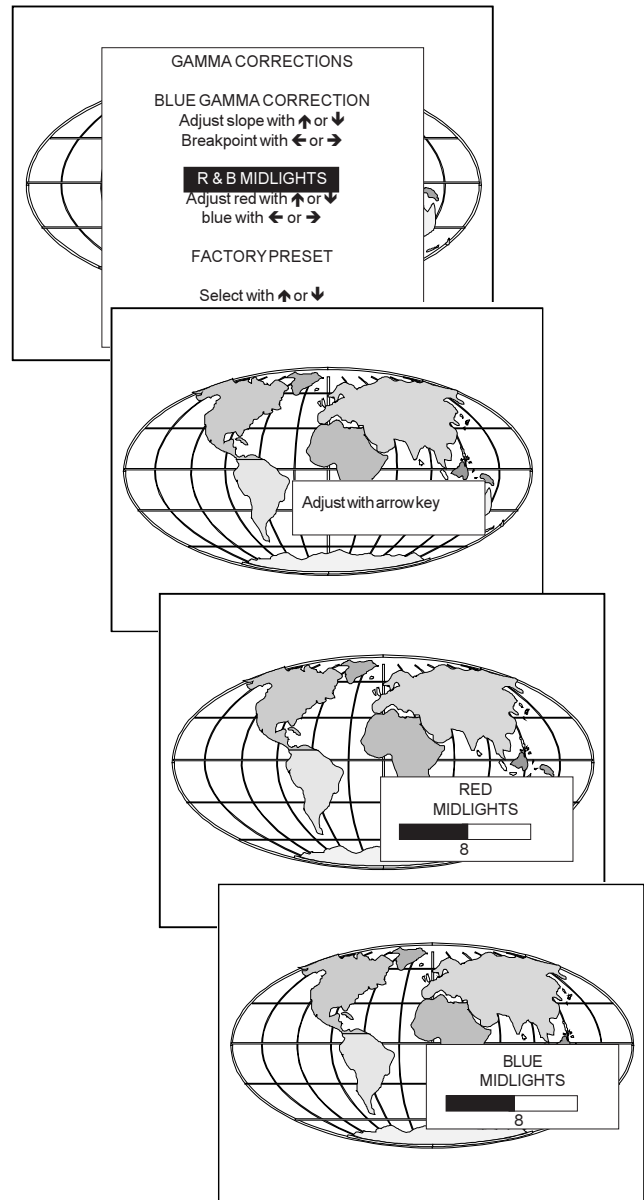 GAMMA CORRECTIONS
BLUE GAMMA CORRECTION
Adjust slope with ↑ or ↓
Breakpoint with ← or →
R & B MIDLIGHTS
Adjust red with ↑ or ↓
blue with ← or →
FACTORY PRESET
Select with ↑ or ↓
Adjust with arrow key
RED
MIDLIGHTS
8
BLUE
MIDLIGHTS
8